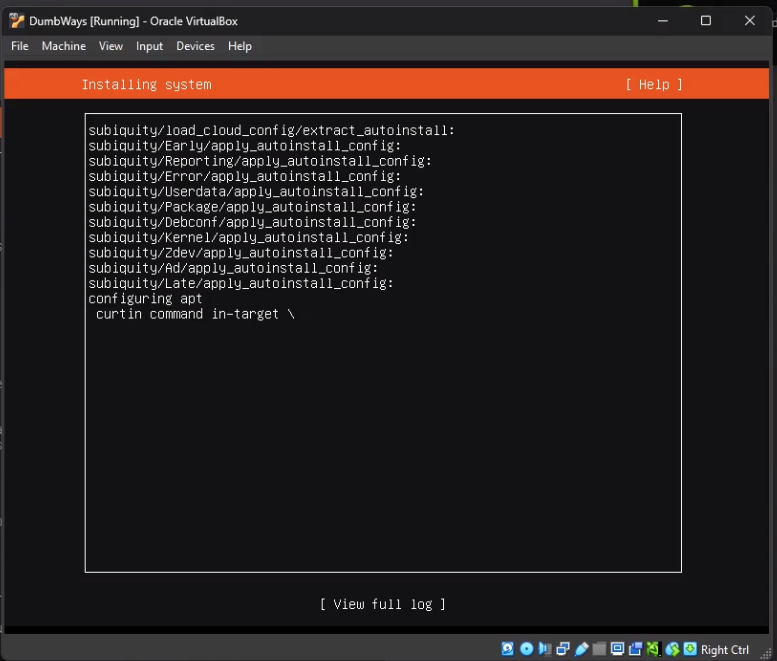 DumbWays [Running] - Oracle VirtualBox
File Machine View Input Devices Help
Installing system [ Help ]
subiquity/load_cloud_config/extract_autoinstall:
subiquity/Early/apply_autoinstall_config:
subiquity/Reporting/apply_autoinstall_config:
subiquity/Error/apply_autoinstall_config:
subiquity/Userdata/apply_autoinstall_config:
subiquity/Package/apply_autoinstall_config:
subiquity/Debconf/apply_autoinstall_config:
subiquity/Kernel/apply_autoinstall_config:
subiquity/Zdev/apply_autoinstall_config:
subiquity/Ad/apply_autoinstall_config:
subiquity/Late/apply_autoinstall_config:
configuring apt
curtin command in-target \
[ View full log ]
Right Ctrl